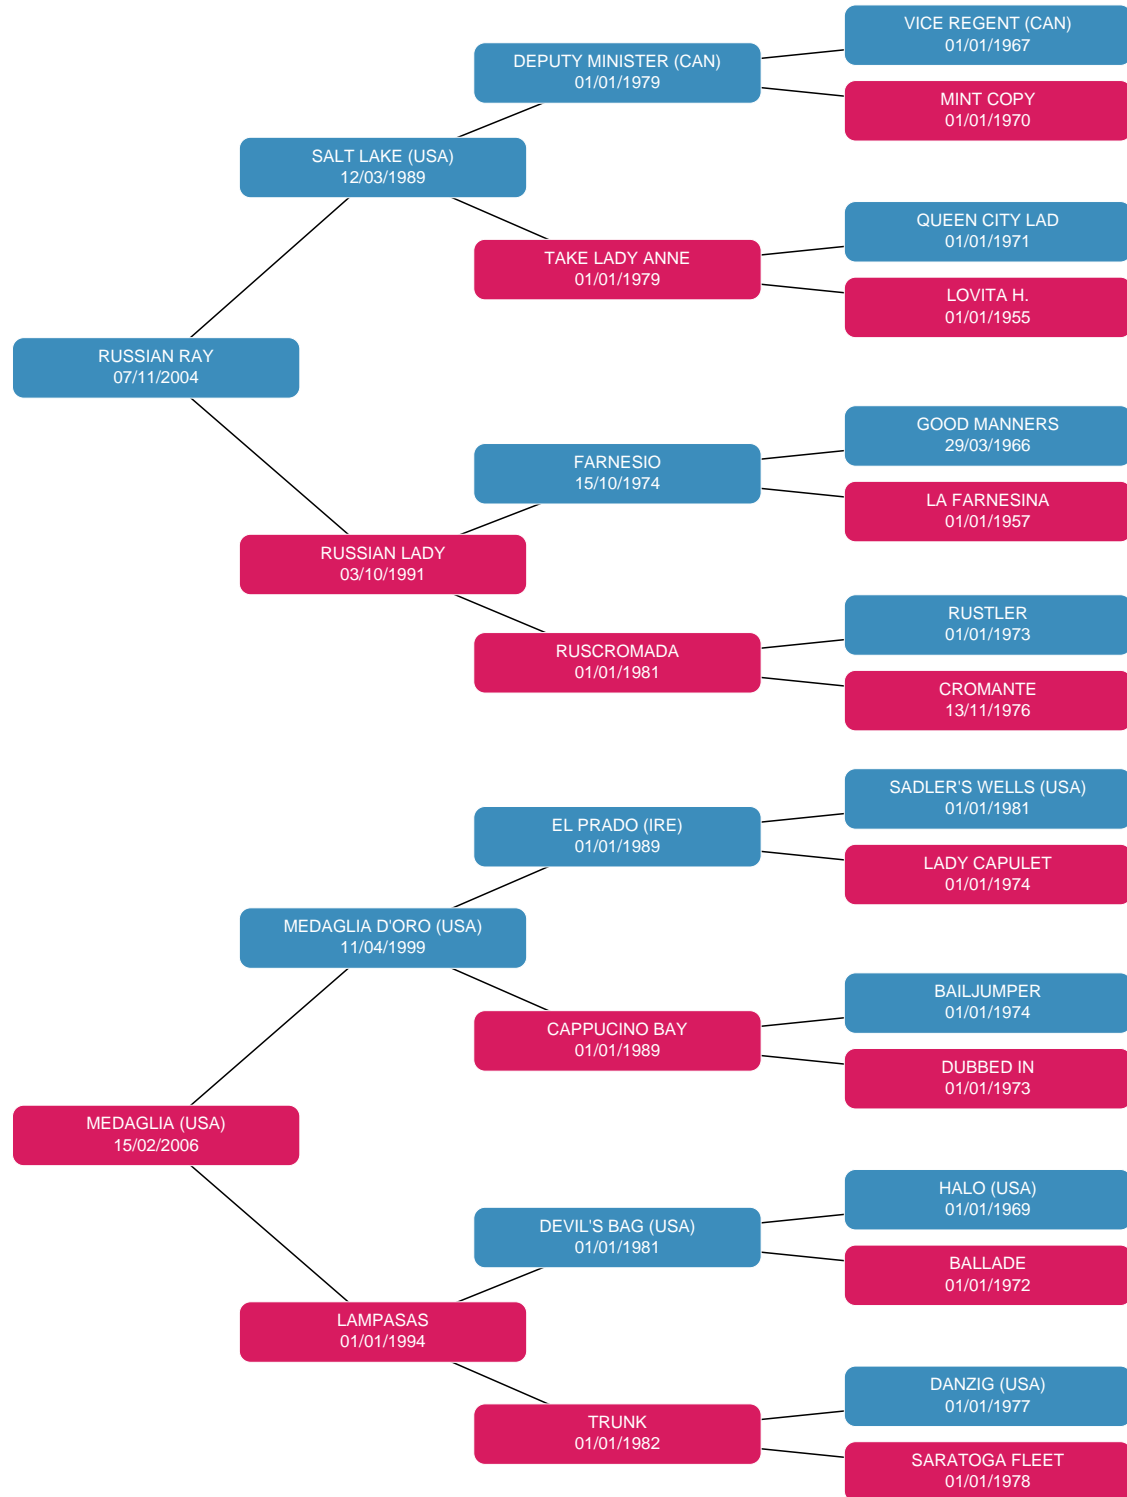 VICE REGENT (CAN)
01/01/1967
DEPUTY MINISTER (CAN)
01/01/1979
MINT COPY
01/01/1970
SALT LAKE (USA)
12/03/1989
QUEEN CITY LAD
01/01/1971
TAKE LADY ANNE
01/01/1979
LOVITA H.
01/01/1955
RUSSIAN RAY
07/11/2004
GOOD MANNERS
29/03/1966
FARNESIO
15/10/1974
LA FARNESINA
01/01/1957
RUSSIAN LADY
03/10/1991
RUSTLER
01/01/1973
RUSCROMADA
01/01/1981
CROMANTE
13/11/1976
SADLER'S WELLS (USA)
01/01/1981
EL PRADO (IRE)
01/01/1989
LADY CAPULET
01/01/1974
MEDAGLIA D'ORO (USA)
11/04/1999
BAILJUMPER
01/01/1974
CAPPUCINO BAY
01/01/1989
DUBBED IN
01/01/1973
MEDAGLIA (USA)
15/02/2006
HALO (USA)
01/01/1969
DEVIL'S BAG (USA)
01/01/1981
BALLADE
01/01/1972
LAMPASAS
01/01/1994
DANZIG (USA)
01/01/1977
TRUNK
01/01/1982
SARATOGA FLEET
01/01/1978